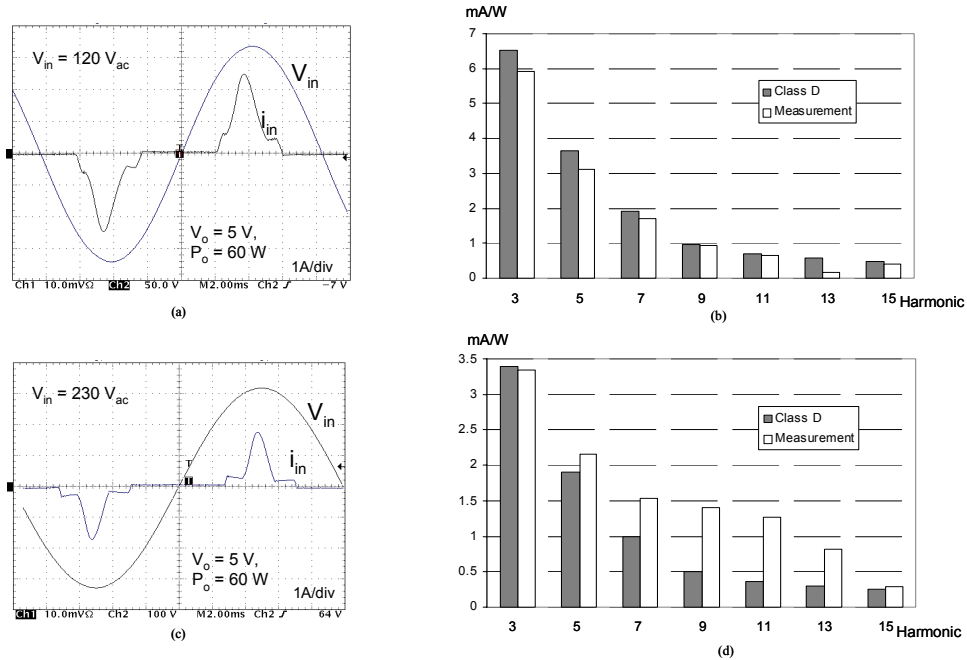 (a)
V_in = 120 V_ac
V_in
i_in
V_o = 5 V,
P_o = 60 W
1A/div
Ch1 10.0mVΩ Ch2 50.0 V M2.00ms Ch2 ∫ −7 V
(a)
mA/W
7
6
5
4
3
2
1
0
Class D
Measurement
3 5 7 9 11 13 15 Harmonic
(b)
V_in = 230 V_ac
V_in
i_in
T
V_o = 5 V,
P_o = 60 W
1A/div
Ch1 10.0mVΩ Ch2 100 V M2.00ms Ch2 ∫ 64 V
(c)
mA/W
3.5
3
2.5
2
1.5
1
0.5
0
Class D
Measurement
3 5 7 9 11 13 15 Harmonic
(d)